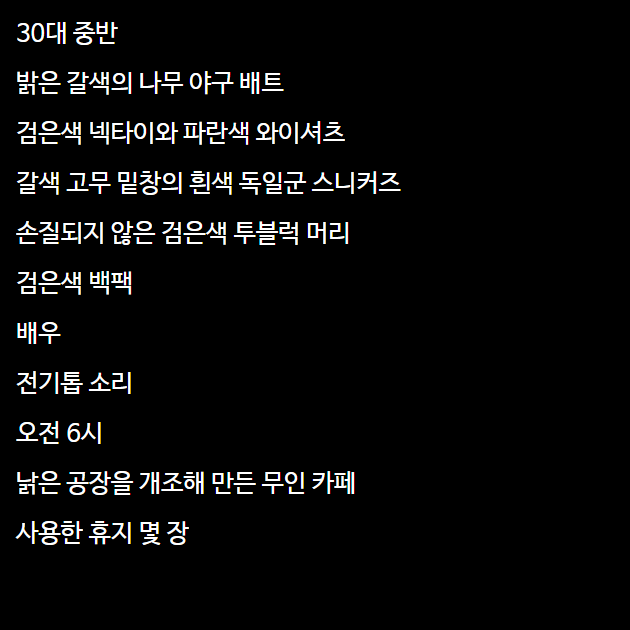 30대 중반
밝은 갈색의 나무 야구 배트
검은색 넥타이와 파란색 와이셔츠
갈색 고무 밑창의 흰색 독일군 스니커즈
손질되지 않은 검은색 투블럭 머리
검은색 백팩
배우
전기톱 소리
오전 6시
낡은 공장을 개조해 만든 무인 카페
사용한 휴지 몇 장